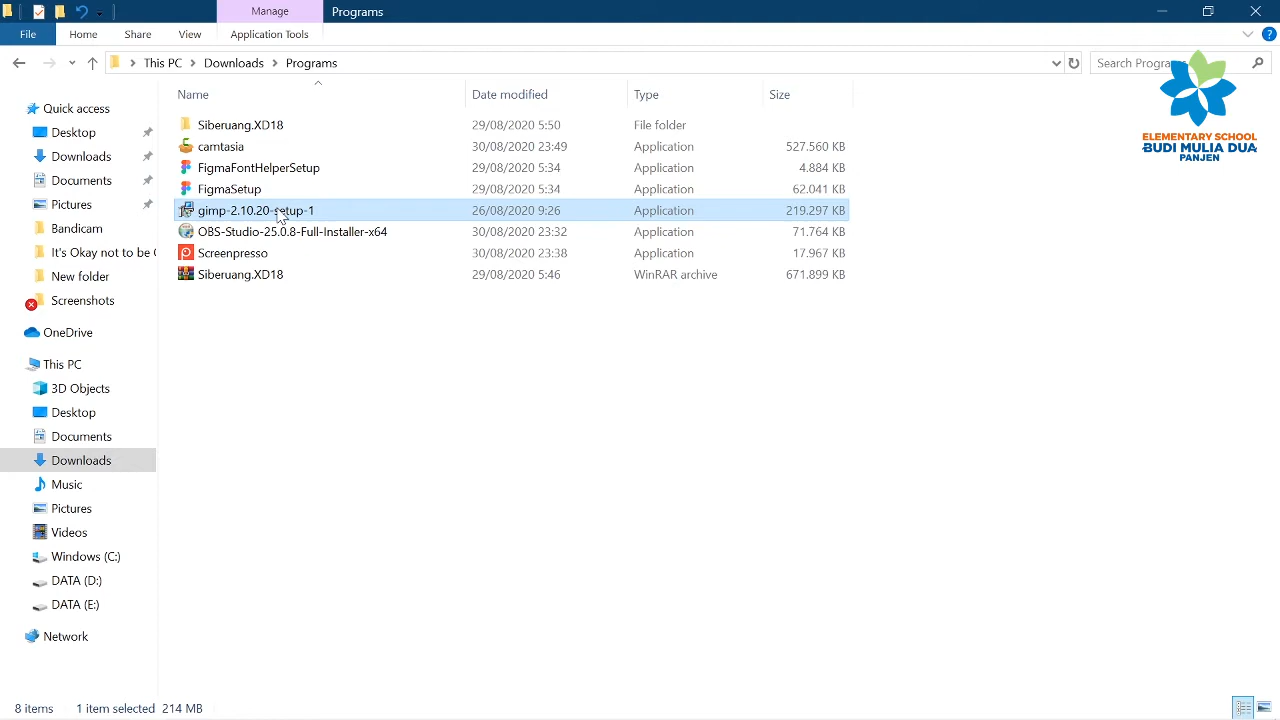 Manage
Programs
File
Home
Share
View
Application Tools
This PC
Downloads
Programs
Search
ELEMENTARY SCHOOL
BUDI MULIA DUA
PANJEN
Name
Date modified
Type
Size
Quick access
Desktop
Downloads
Documents
Pictures
Bandicam
It's Okay not to be
New folder
Screenshots
OneDrive
This PC
3D Objects
Desktop
Documents
Downloads
Music
Pictures
Videos
Windows (C:)
DATA (D:)
DATA (E:)
Network
Siberuang.XD18 29/08/2020 5:50 File folder
camtasia 30/08/2020 23:49 Application 527.560 KB
FigmaFontHelperSetup 29/08/2020 5:34 Application 4.884 KB
FigmaSetup 29/08/2020 5:34 Application 62.041 KB
gimp-2.10.20-setup-1 26/08/2020 9:26 Application 219.297 KB
OBS-Studio-25.0.8-Full-Installer-x64 30/08/2020 23:32 Application 71.764 KB
Screenpresso 30/08/2020 23:38 Application 17.967 KB
Siberuang.XD18 29/08/2020 5:46 WinRAR archive 671.899 KB
8 items 1 item selected 214 MB